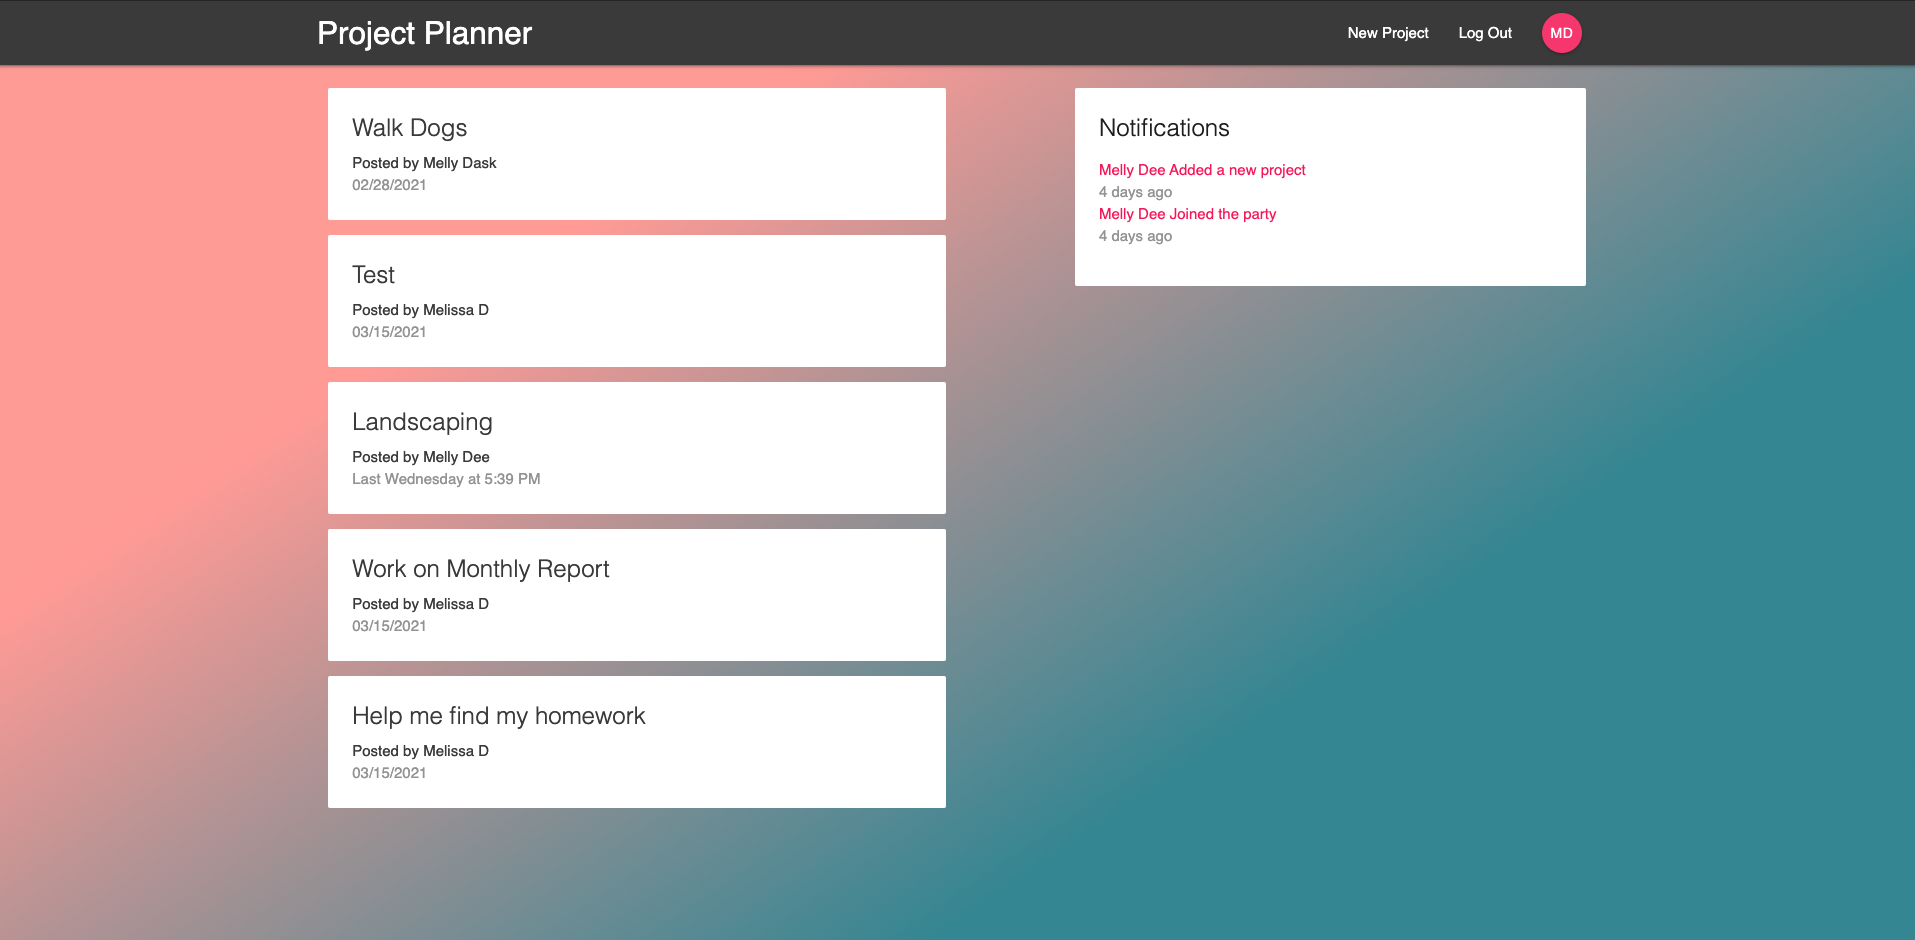 Project Planner
New Project
Log Out
MD
Walk Dogs
Posted by Melly Dask
02/28/2021
Test
Posted by Melissa D
03/15/2021
Landscaping
Posted by Melly Dee
Last Wednesday at 5:39 PM
Work on Monthly Report
Posted by Melissa D
03/15/2021
Help me find my homework
Posted by Melissa D
03/15/2021
Notifications
Melly Dee Added a new project
4 days ago
Melly Dee Joined the party
4 days ago